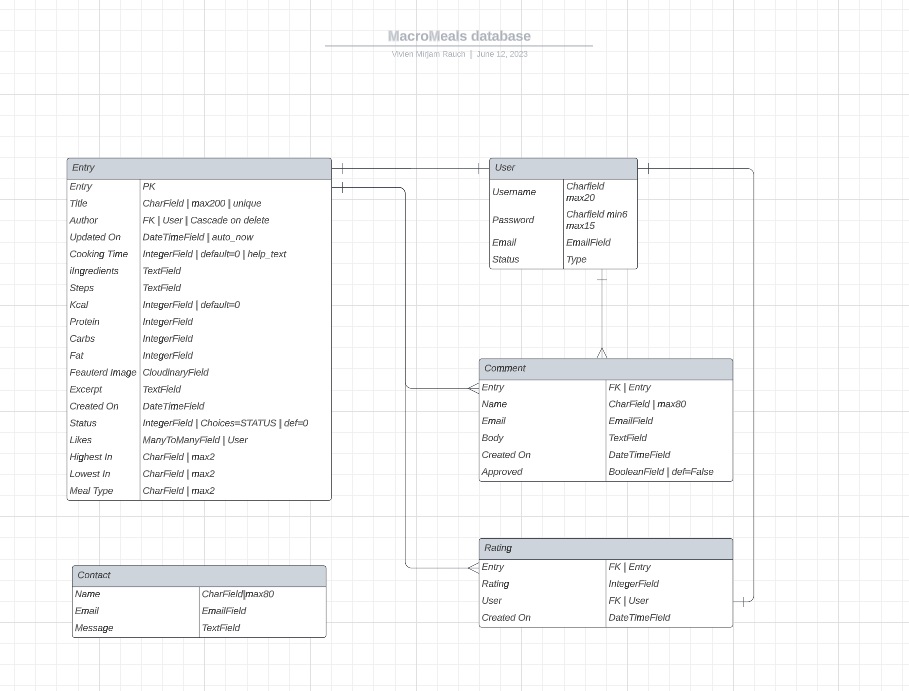 MacroMeals database
Vivien Mirjam Rauch | June 12, 2023
Entry
Entry PK
Title CharField | max200 | unique
Author FK | User | Cascade on delete
Updated On DateTimeField | auto_now
Cooking Time IntegerField | default=0 | help_text
iIngredients TextField
Steps TextField
Kcal IntegerField | default=0
Protein IntegerField
Carbs IntegerField
Fat IntegerField
Feauterd Image CloudinaryField
Excerpt TextField
Created On DateTimeField
Status IntegerField | Choices=STATUS | def=0
Likes ManyToManyField | User
Highest In CharField | max2
Lowest In CharField | max2
Meal Type CharField | max2
User
Username Charfield
max20
Password Charfield min6
max15
Email EmailField
Status Type
Comment
Entry FK | Entry
Name CharField | max80
Email EmailField
Body TextField
Created On DateTimeField
Approved BooleanField | def=False
Rating
Entry FK | Entry
Rating IntegerField
User FK | User
Created On DateTimeField
Contact
Name CharField|max80
Email EmailField
Message TextField